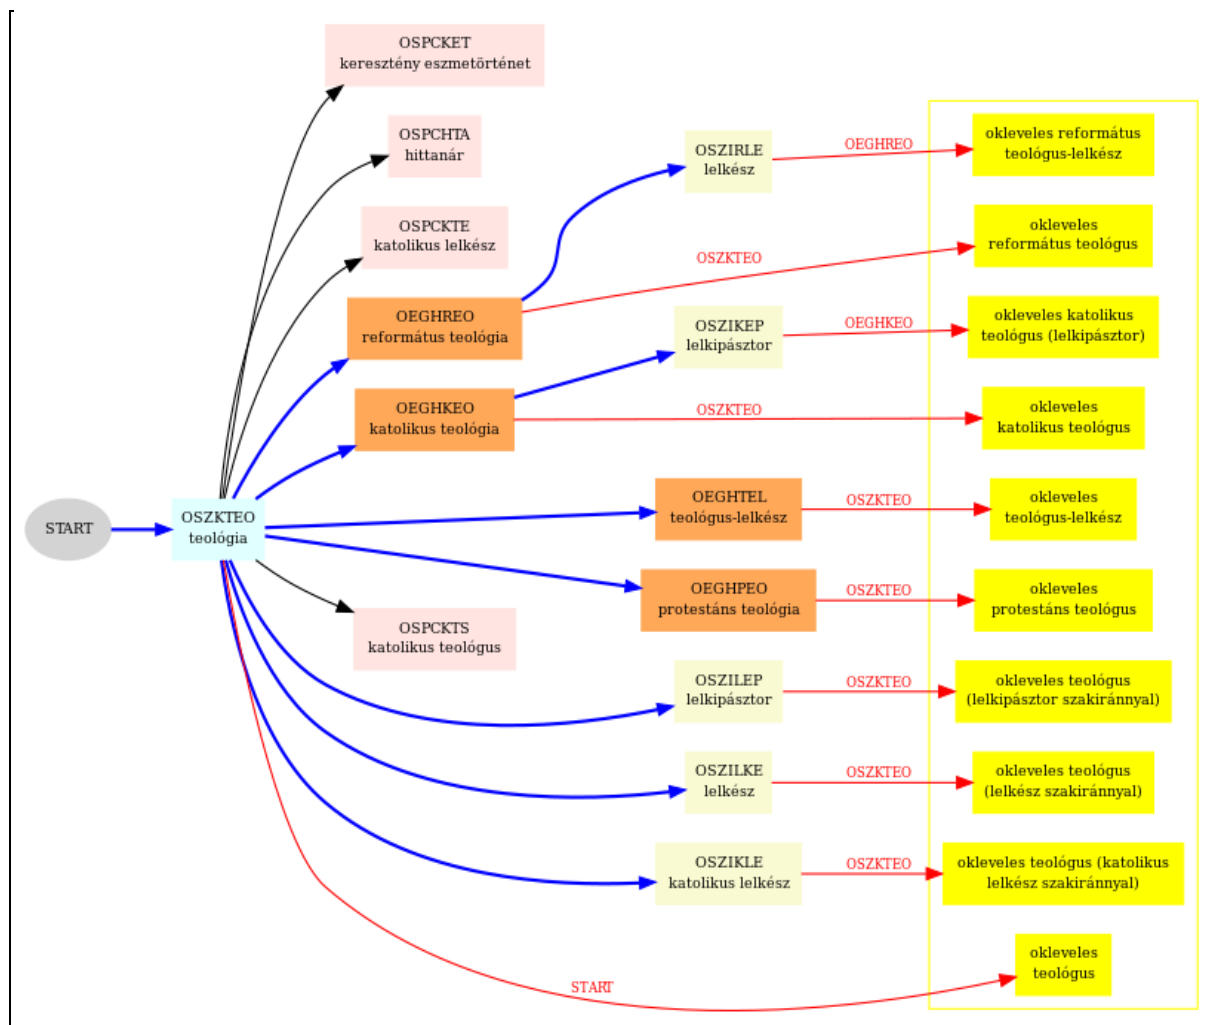 OSPCKET
keresztény eszmetörténet
OSPCHTA
hittanár
OSPCKTE
katolikus lelkész
OEGHREO
református teológia
OEGHKEO
katolikus teológia
START
OSZKTEO
teológia
OSPCKTS
katolikus teológus
OSZIRLE
lelkész
OEGHREO
okleveles református
teológus-lelkész
OSZKTEO
okleveles
református teológus
OSZIKEP
lelkipásztor
OEGHKEO
okleveles katolikus
teológus (lelkipásztor)
OSZKTEO
okleveles
katolikus teológus
OEGHTEL
teológus-lelkész
OSZKTEO
okleveles
teológus-lelkész
OEGHPEO
protestáns teológia
OSZKTEO
okleveles
protestáns teológus
OSZILEP
lelkipásztor
OSZKTEO
okleveles teológus
(lelkipásztor szakiránnyal)
OSZILKE
lelkész
OSZKTEO
okleveles teológus
(lelkész szakiránnyal)
OSZIKLE
katolikus lelkész
OSZKTEO
okleveles teológus (katolikus
lelkész szakiránnyal)
START
okleveles
teológus